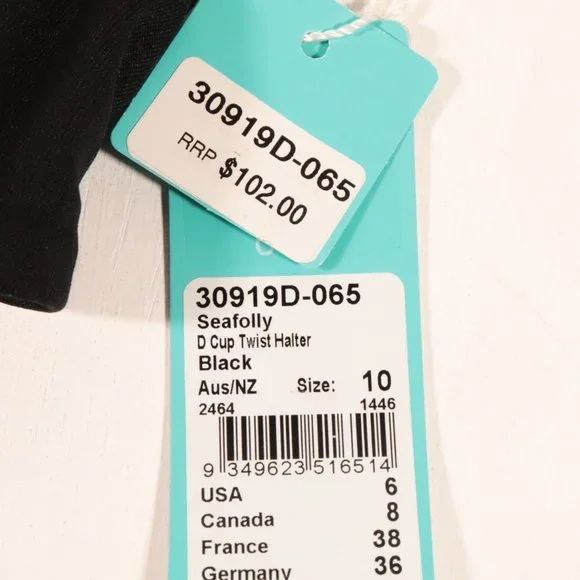 30919D-065
RRP $102.00
30919D-065
Seafolly
D Cup Twist Halter
Black
Aus/NZ Size: 10
2464 1446
9 349623 516514
USA 6
Canada 8
France 38
Germany 36